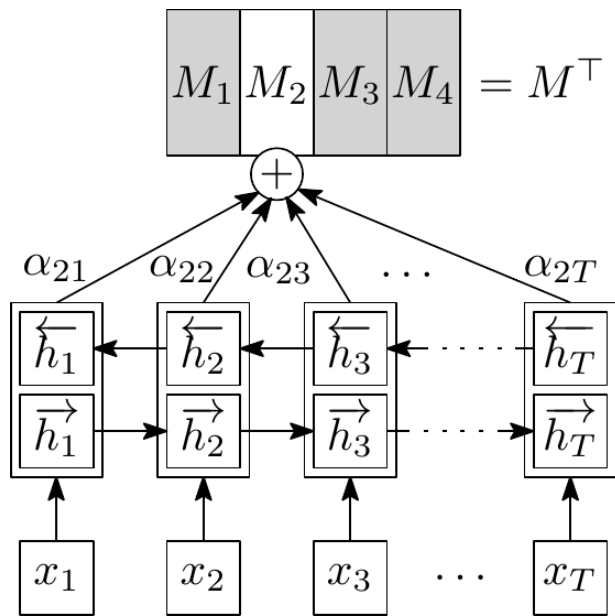 M₁ M₂ M₃ M₄ = M⊤
+
α₂₁ α₂₂ α₂₃ ⋯ α₂T
←h₁ ←h₂ ←h₃ ←hT
→h₁ →h₂ →h₃ →hT
x₁ x₂ x₃ ⋯ xT